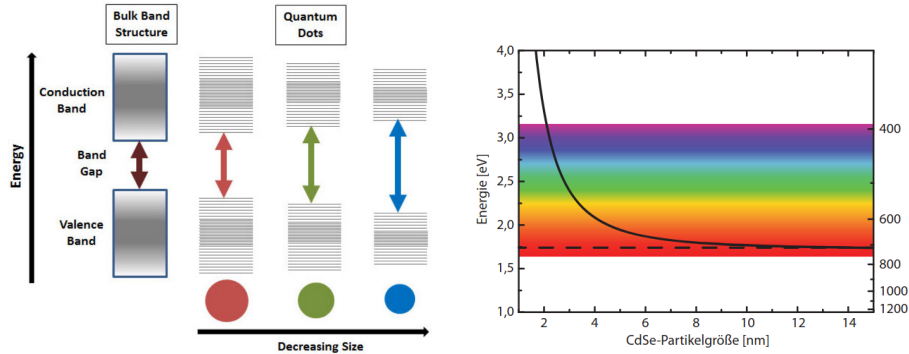 Bulk Band
Structure
Quantum
Dots
Energy
Conduction
Band
Band
Gap
Valence
Band
Decreasing Size
Energie [eV]
4,0
3,5
3,0
2,5
2,0
1,5
1,0
400
600
800
1000
1200
2
4
6
8
10
12
14
CdSe-Partikelgröße [nm]